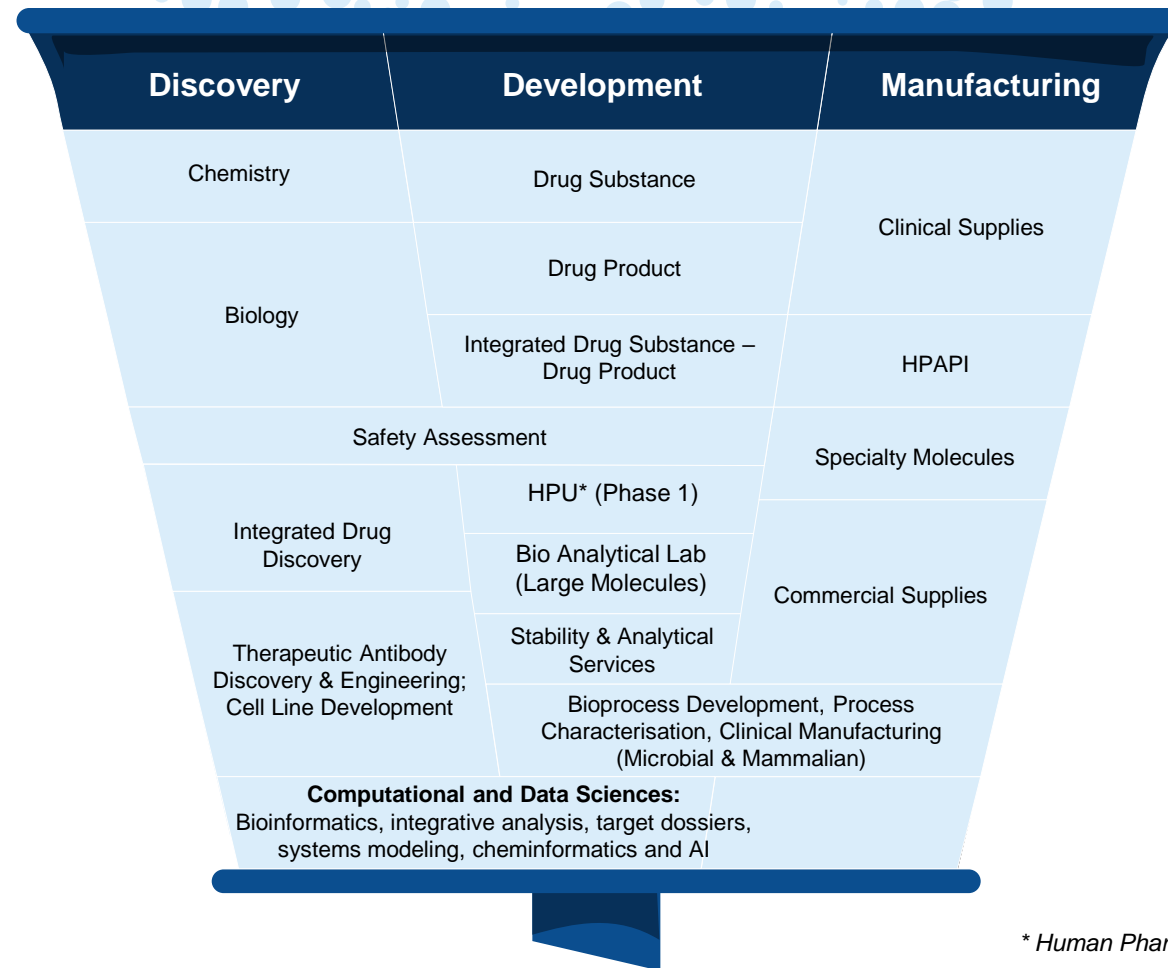 Discovery
Development
Manufacturing
Chemistry
Drug Substance
Clinical Supplies
Drug Product
Biology
Integrated Drug Substance –
Drug Product
HPAPI
Safety Assessment
Specialty Molecules
HPU* (Phase 1)
Integrated Drug
Discovery
Bio Analytical Lab
(Large Molecules)
Commercial Supplies
Stability & Analytical
Services
Therapeutic Antibody
Discovery & Engineering;
Cell Line Development
Bioprocess Development, Process
Characterisation, Clinical Manufacturing
(Microbial & Mammalian)
Computational and Data Sciences:
Bioinformatics, integrative analysis, target dossiers,
systems modeling, cheminformatics and AI
* Human